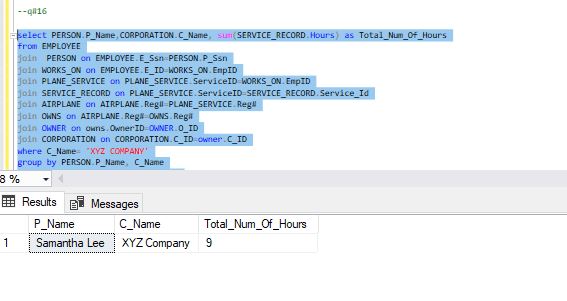 --q#16
select PERSON.P_Name,CORPORATION.C_Name, sum(SERVICE_RECORD.Hours) as Total_Num_Of_Hours
from EMPLOYEE
join  PERSON on EMPLOYEE.E_Ssn=PERSON.P_Ssn
join WORKS_ON on EMPLOYEE.E_ID=WORKS_ON.EmpID
join PLANE_SERVICE on PLANE_SERVICE.ServiceID=WORKS_ON.EmpID
join SERVICE_RECORD on PLANE_SERVICE.ServiceID=SERVICE_RECORD.Service_Id
join AIRPLANE on AIRPLANE.Reg#=PLANE_SERVICE.Reg#
join OWNS on AIRPLANE.Reg#=OWNS.Reg#
join OWNER on owns.OwnerID=OWNER.O_ID
join CORPORATION on CORPORATION.C_ID=owner.C_ID
where C_Name= 'XYZ COMPANY'
group by PERSON.P_Name, C_Name
8 %
Results Messages
P_Name C_Name Total_Num_Of_Hours
1 Samantha Lee XYZ Company 9